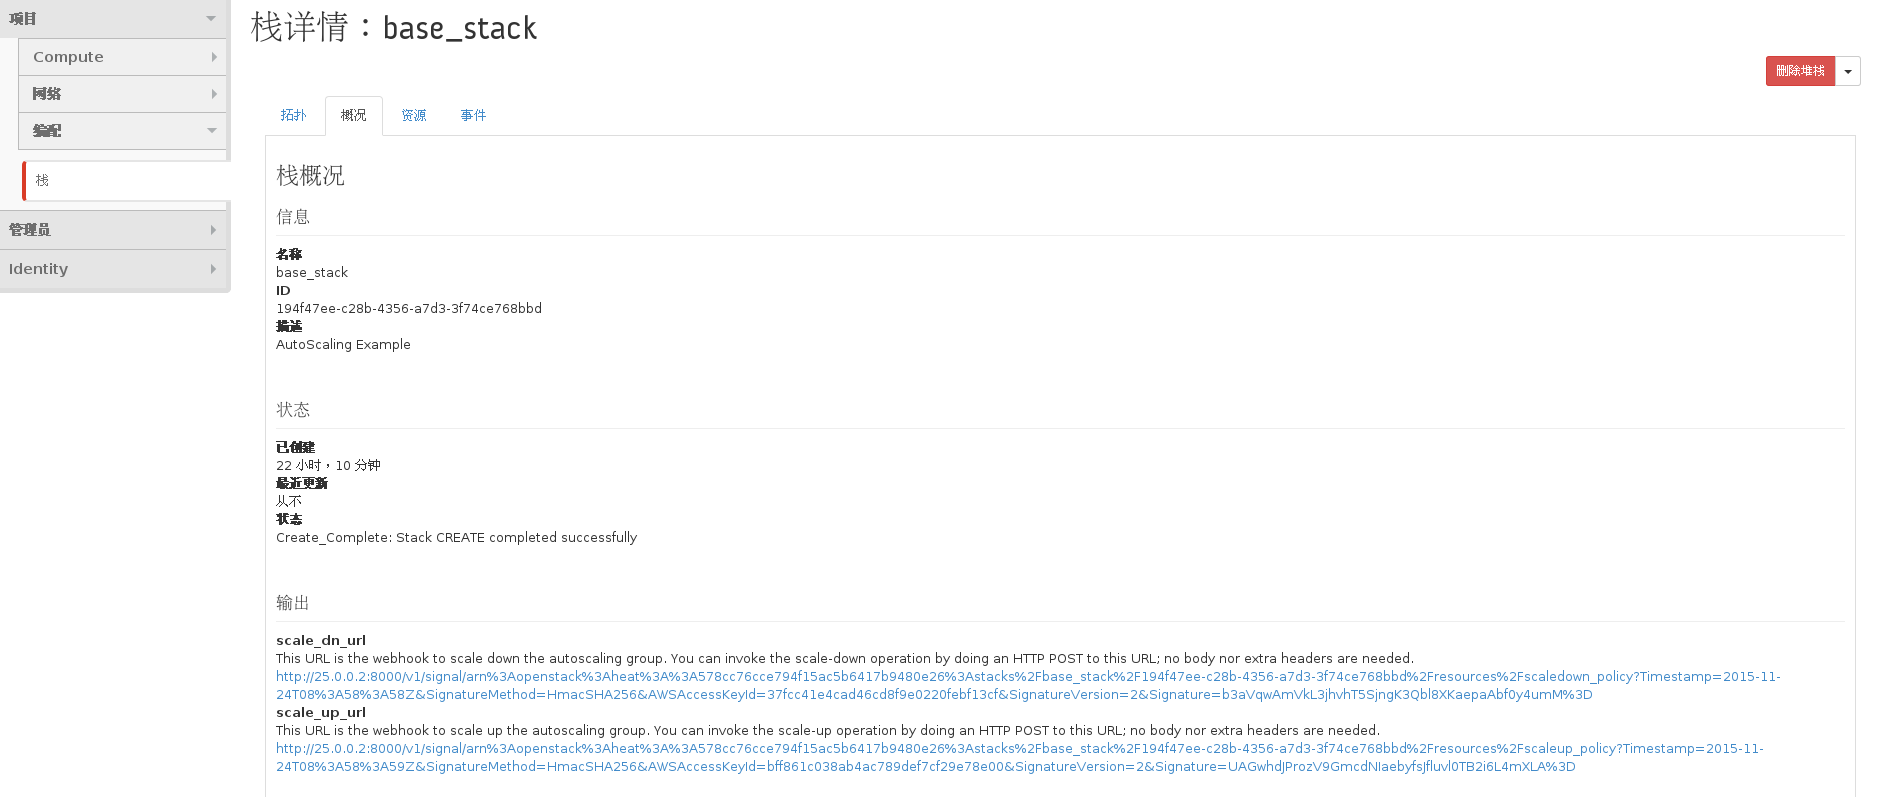 项目
Compute
网络
编配
栈
管理员
Identity
栈详情：base_stack
删除堆栈
拓扑 概况 资源 事件
栈概况
信息
名称
base_stack
ID
194f47ee-c28b-4356-a7d3-3f74ce768bbd
描述
AutoScaling Example
状态
已创建
22 小时，10 分钟
最近更新
从不
状态
Create_Complete: Stack CREATE completed successfully
输出
scale_dn_url
This URL is the webhook to scale down the autoscaling group. You can invoke the scale-down operation by doing an HTTP POST to this URL; no body nor extra headers are needed.
http://25.0.0.2:8000/v1/signal/arn%3Aopenstack%3Aheat%3A%3A578cc76cce794f15ac5b6417b9480e26%3Astacks%2Fbase_stack%2F194f47ee-c28b-4356-a7d3-3f74ce768bbd%2Fresources%2Fscaledown_policy?Timestamp=2015-11-
24T08%3A58%3A58Z&SignatureMethod=HmacSHA256&AWSAccessKeyId=37fcc41e4cad46cd8f9e0220febf13cf&SignatureVersion=2&Signature=b3aVqwAmVkL3jhvhT5SjngK3Qbl8XKaepaAbf0y4umM%3D
scale_up_url
This URL is the webhook to scale up the autoscaling group. You can invoke the scale-up operation by doing an HTTP POST to this URL; no body nor extra headers are needed.
http://25.0.0.2:8000/v1/signal/arn%3Aopenstack%3Aheat%3A%3A578cc76cce794f15ac5b6417b9480e26%3Astacks%2Fbase_stack%2F194f47ee-c28b-4356-a7d3-3f74ce768bbd%2Fresources%2Fscaleup_policy?Timestamp=2015-11-
24T08%3A58%3A59Z&SignatureMethod=HmacSHA256&AWSAccessKeyId=bff861c038ab4ac789def7cf29e78e00&SignatureVersion=2&Signature=UAGwhdJProzV9GmcdNIaebyfsJfluvl0TB2i6L4mXLA%3D